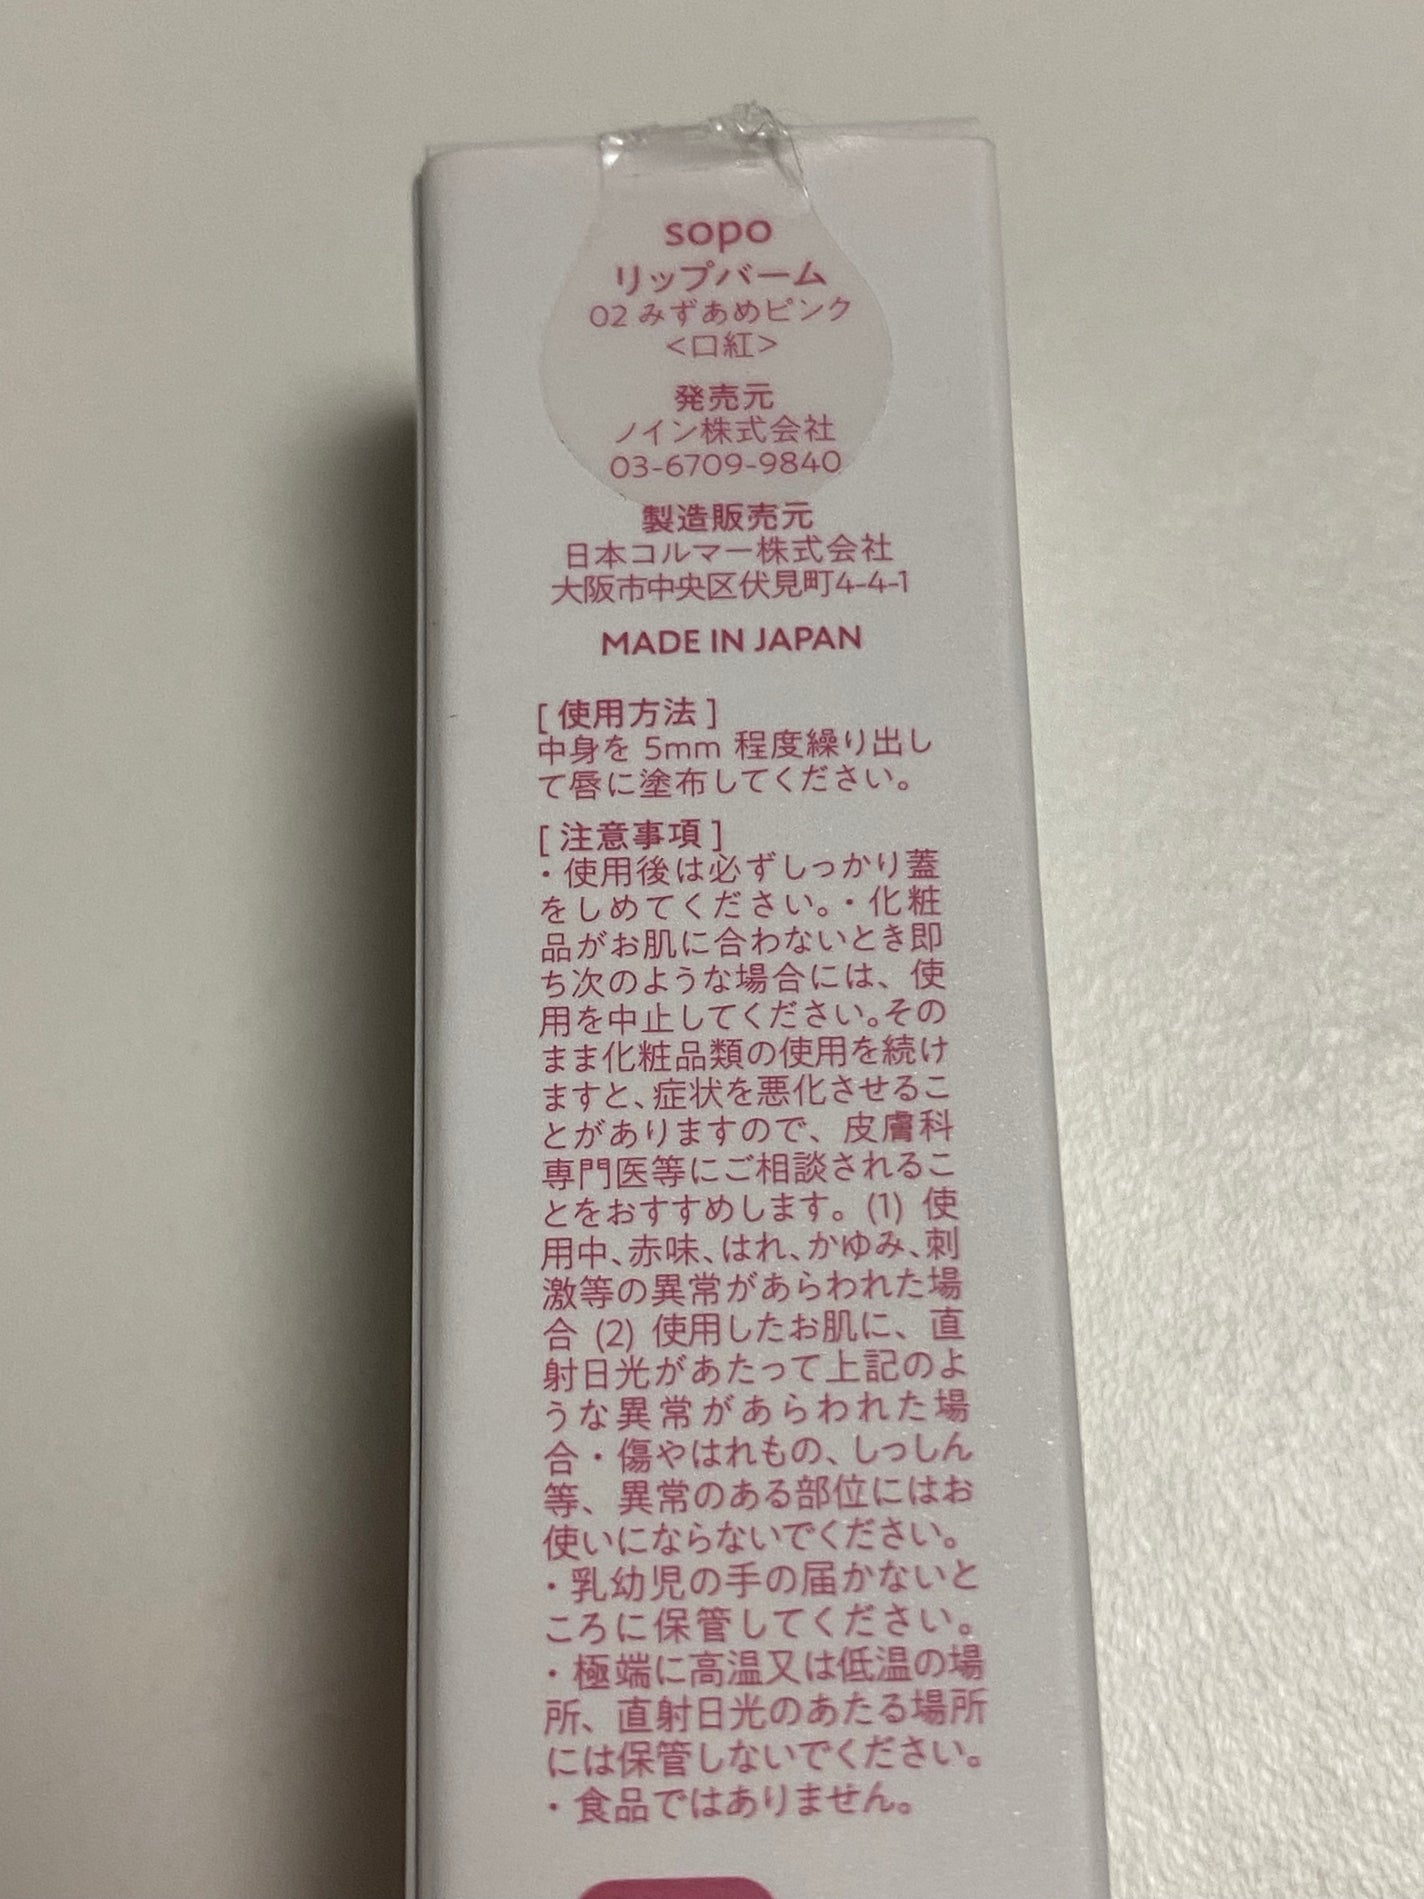 sopo
リップバーム
02 みずあめピンク
<口紅>
発売元
ノイン株式会社
03-6709-9840
製造販売元
日本コルマー株式会社
大阪市中央区伏見町4-4-1
MADE IN JAPAN
[ 使用方法 ]
中身を 5mm 程度繰り出し
て唇に塗布してください。
[ 注意事項 ]
・使用後は必ずしっかり蓋
をしめてください。・化粧
品がお肌に合わないとき即
ち次のような場合には、使
用を中止してください。その
まま化粧品類の使用を続け
ますと、症状を悪化させるこ
とがありますので、皮膚科
専門医等にご相談されるこ
とをおすすめします。(1) 使
用中、赤味、はれ、かゆみ、刺
激等の異常があらわれた場
合 (2) 使用したお肌に、直
射日光があたって上記のよ
うな異常があらわれた場
合・傷やはれもの、しっしん
等、異常のある部位にはお
使いにならないでください。
・乳幼児の手の届かないと
ころに保管してください。
・極端に高温又は低温の場
所、直射日光のあたる場所
には保管しないでください。
・食品ではありません。